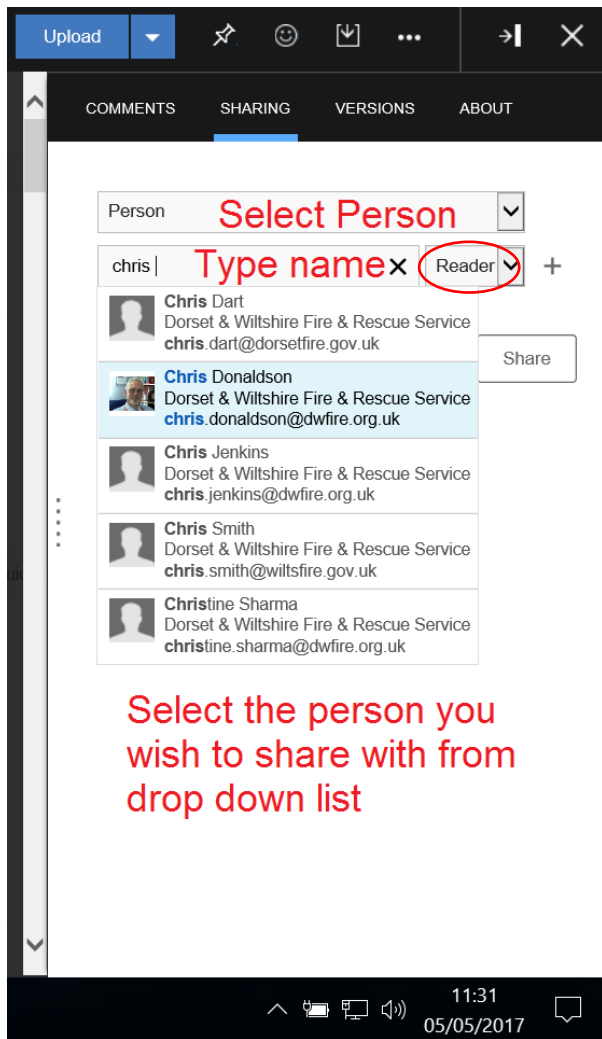 Upload
COMMENTS SHARING VERSIONS ABOUT
Person Select Person
chris Type name Reader
Chris Dart
Dorset & Wiltshire Fire & Rescue Service
chris.dart@dorsetfire.gov.uk
Share
Chris Donaldson
Dorset & Wiltshire Fire & Rescue Service
chris.donaldson@dwfire.org.uk
Chris Jenkins
Dorset & Wiltshire Fire & Rescue Service
chris.jenkins@dwfire.org.uk
Chris Smith
Dorset & Wiltshire Fire & Rescue Service
chris.smith@wiltsfire.gov.uk
Christine Sharma
Dorset & Wiltshire Fire & Rescue Service
christine.sharma@dwfire.org.uk
Select the person you
wish to share with from
drop down list
11:31
05/05/2017